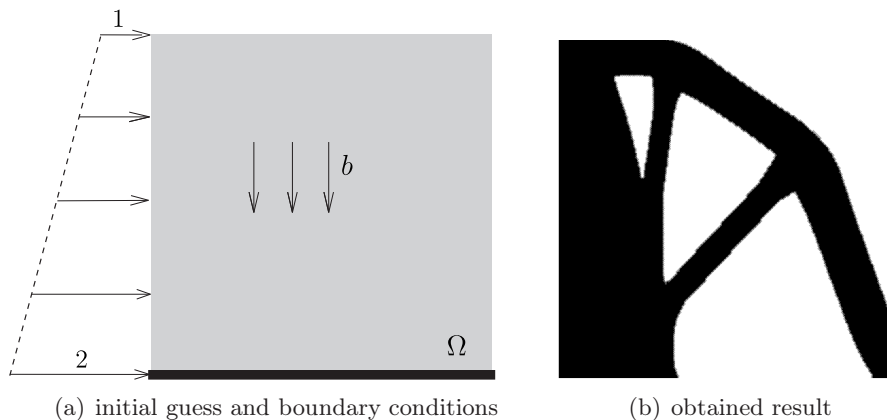 1
b
2
Ω
(a) initial guess and boundary conditions
(b) obtained result